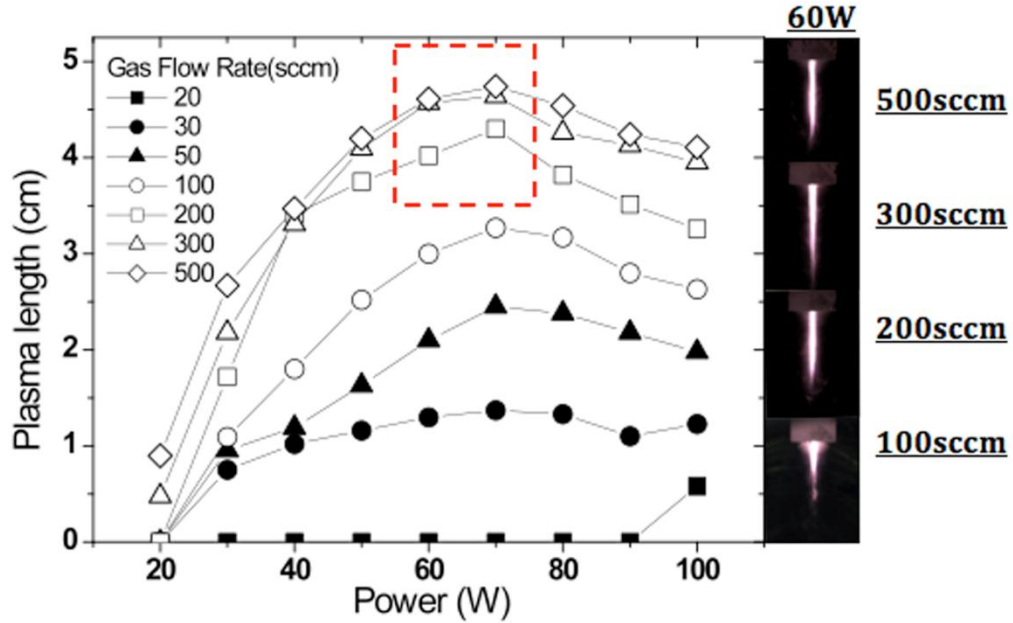 60W
Gas Flow Rate(sccm)
20
30
50
100
200
300
500
5
4
3
2
1
0
Plasma length (cm)
20 40 60 80 100
Power (W)
500sccm
300sccm
200sccm
100sccm